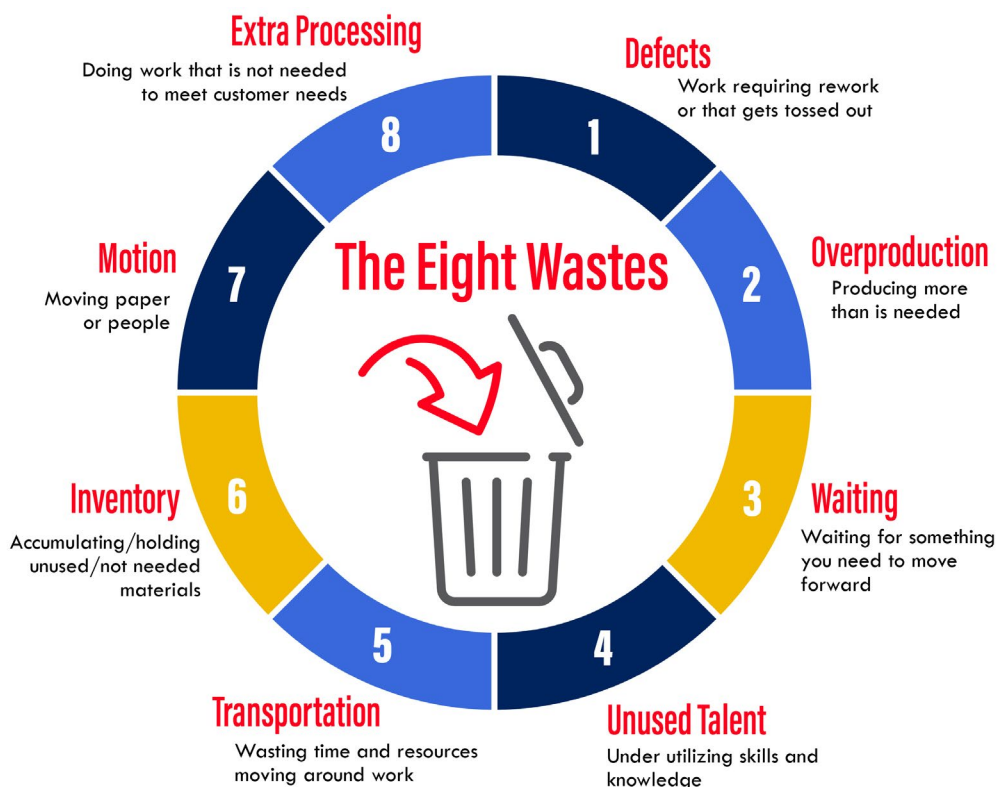 The Eight Wastes
1
Defects
Work requiring rework
or that gets tossed out
2
Overproduction
Producing more
than is needed
3
Waiting
Waiting for something
you need to move
forward
4
Unused Talent
Under utilizing skills and
knowledge
5
Transportation
Wasting time and resources
moving around work
6
Inventory
Accumulating/holding
unused/not needed
materials
7
Motion
Moving paper
or people
8
Extra Processing
Doing work that is not needed
to meet customer needs